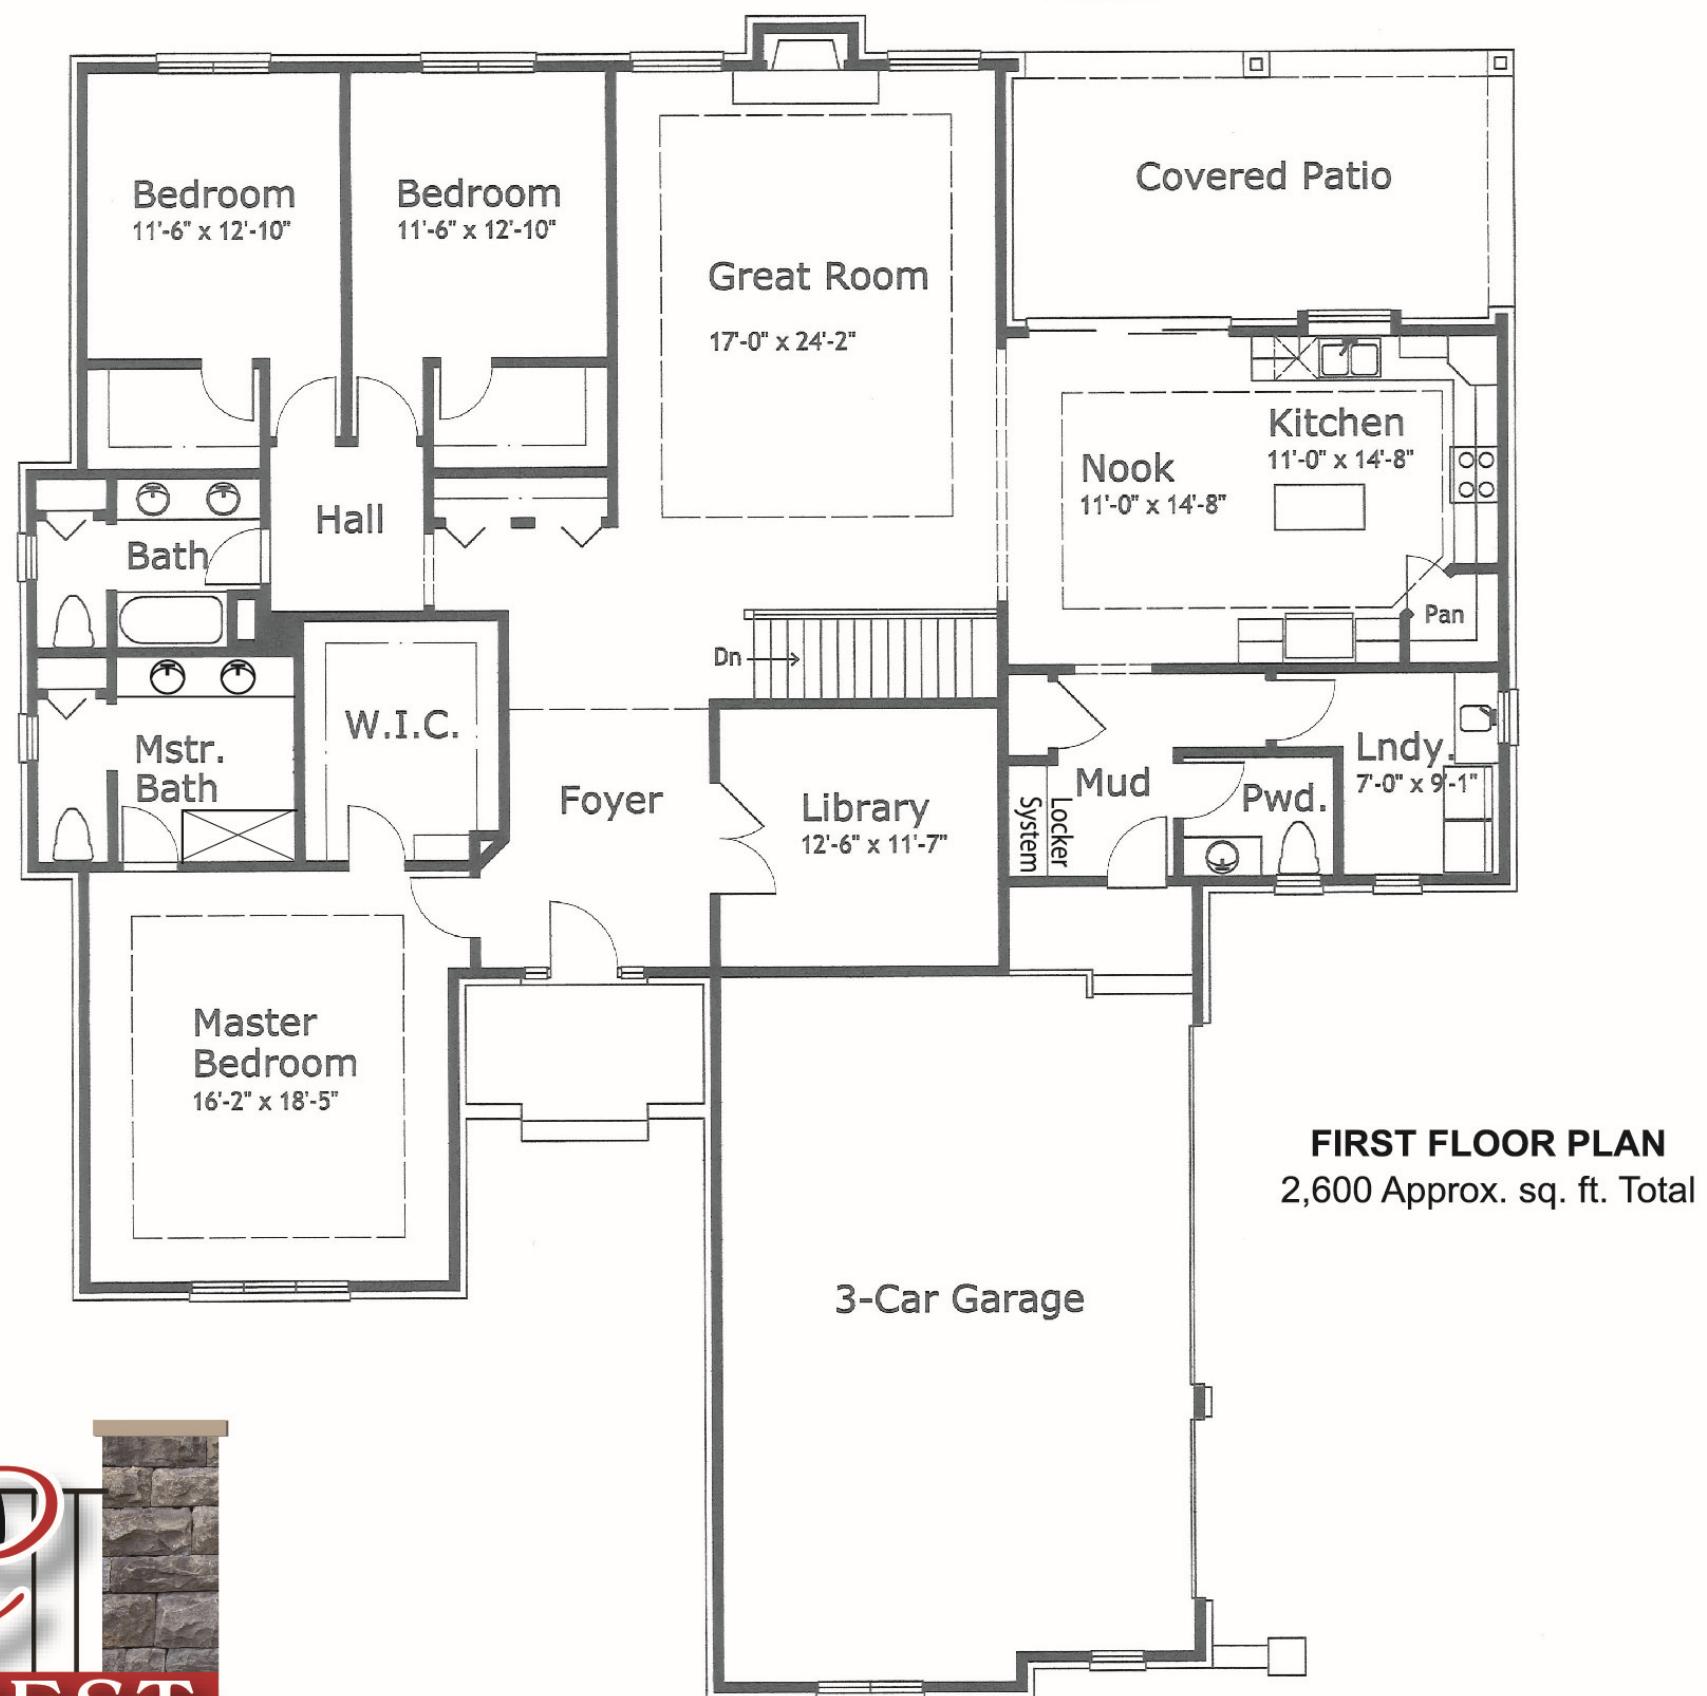 Bedroom
11'-6" x 12'-10"
Bedroom
11'-6" x 12'-10"
Great Room
17'-0" x 24'-2"
Covered Patio
Kitchen
11'-0" x 14'-8"
Nook
11'-0" x 14'-8"
Hall
Bath
Pan
Dn
W.I.C.
Mstr.
Bath
Foyer
Library
12'-6" x 11'-7"
Mud
Locker
System
Pwd.
Lndy.
7'-0" x 9'-1"
Master
Bedroom
16'-2" x 18'-5"
FIRST FLOOR PLAN
2,600 Approx. sq. ft. Total
3-Car Garage